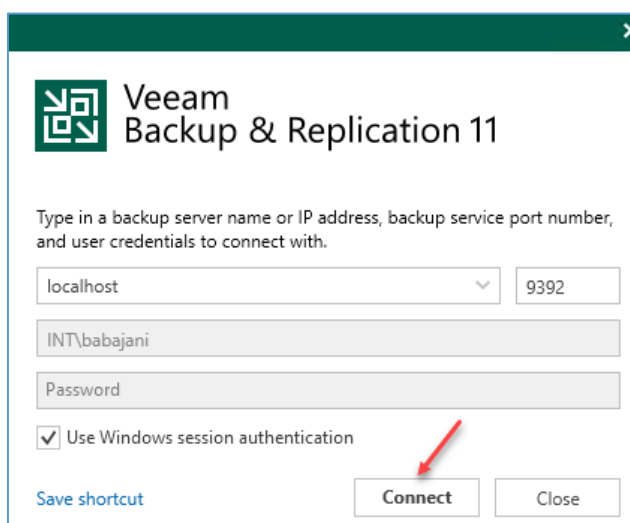 Veeam
Backup & Replication 11
Type in a backup server name or IP address, backup service port number,
and user credentials to connect with.
localhost 9392
INT\babajani
Password
Use Windows session authentication
Save shortcut Connect Close